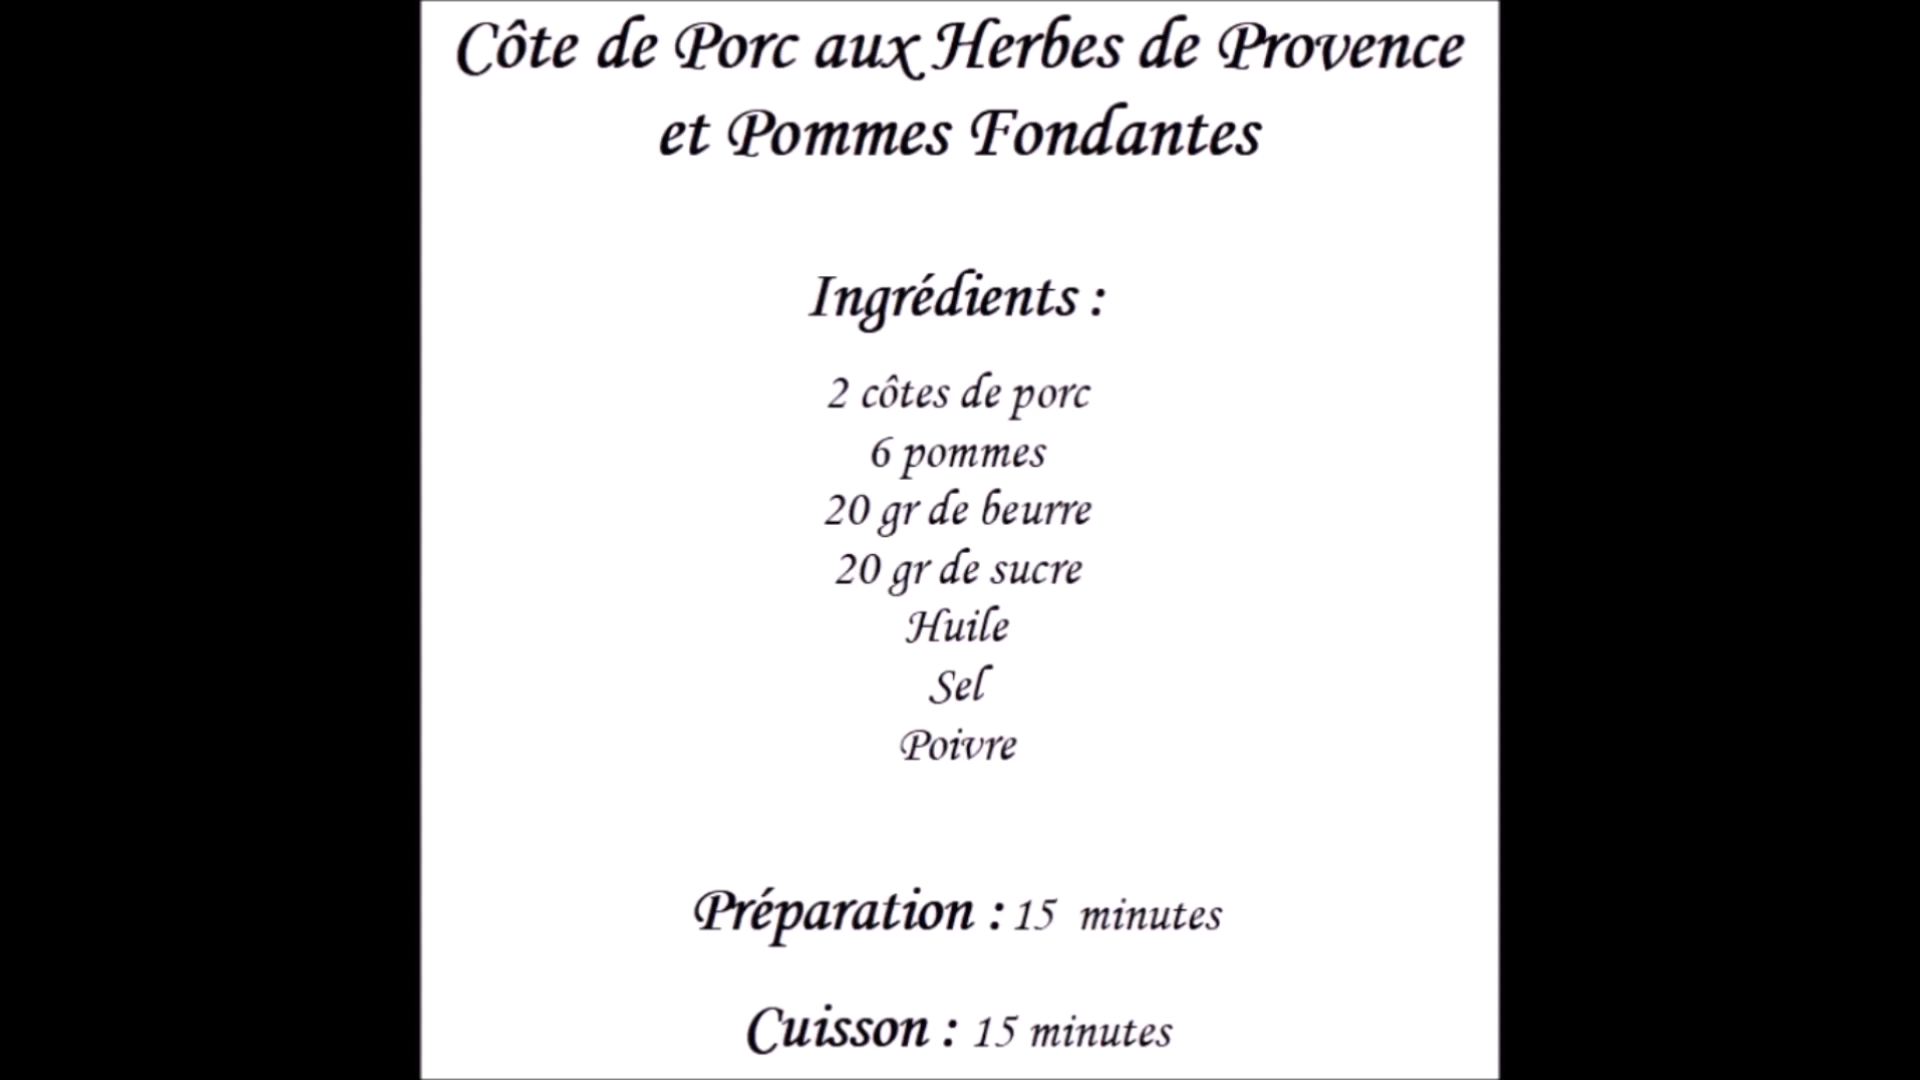 Côte de Porc aux Herbes de Provence
et Pommes Fondantes
Ingrédients :
2 côtes de porc
6 pommes
20 gr de beurre
20 gr de sucre
Huile
Sel
Poivre
Préparation : 15 minutes
Cuisson : 15 minutes